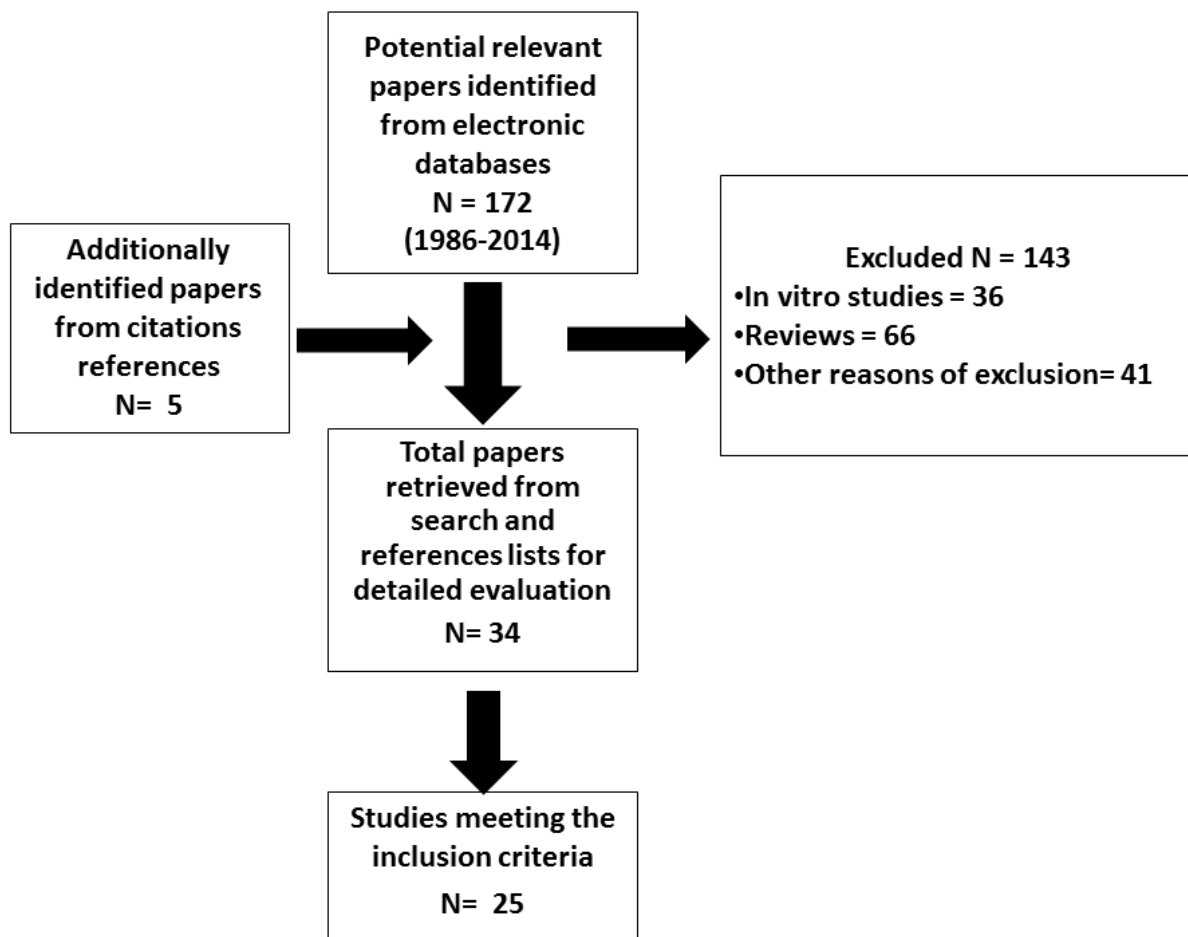 Potential relevant
papers identified
from electronic
databases
N = 172
(1986-2014)
Additionally
identified papers
from citations
references
N=  5
Excluded N = 143
•In vitro studies = 36
•Reviews = 66
•Other reasons of exclusion= 41
Total papers
retrieved from
search and
references lists for
detailed evaluation
N= 34
Studies meeting the
inclusion criteria
N=  25